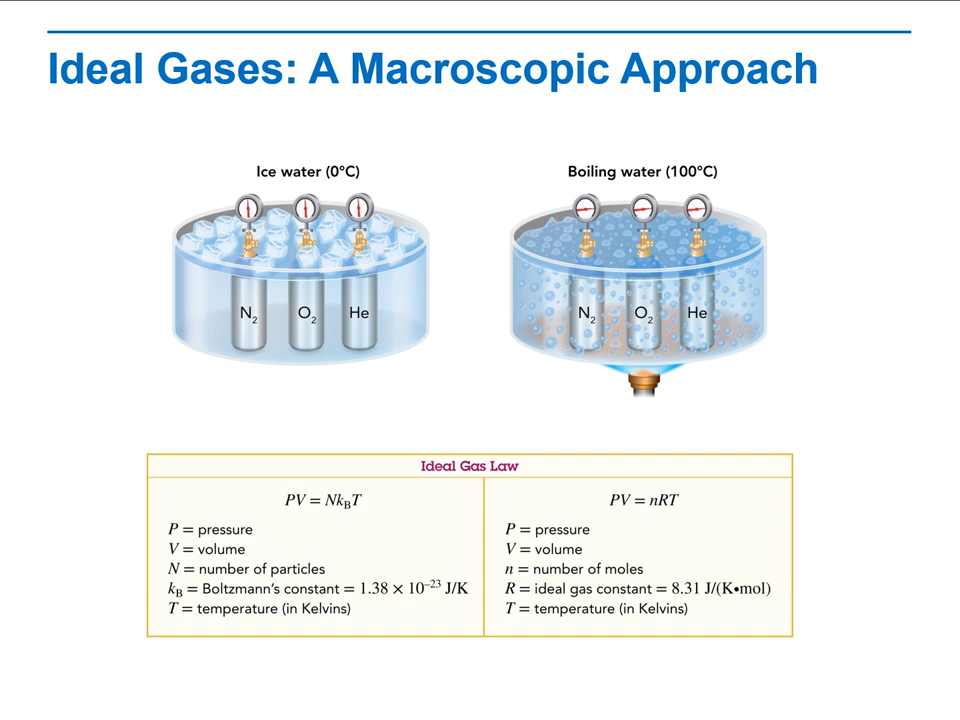 Ideal Gases: A Macroscopic Approach
Ice water (0°C)
Boiling water (100°C)
N₂ O₂ He
N₂ O₂ He
Ideal Gas Law
PV = Nk_BT
P = pressure
V = volume
N = number of particles
k_B = Boltzmann’s constant = 1.38 × 10⁻²³ J/K
T = temperature (in Kelvins)
PV = nRT
P = pressure
V = volume
n = number of moles
R = ideal gas constant = 8.31 J/(K•mol)
T = temperature (in Kelvins)